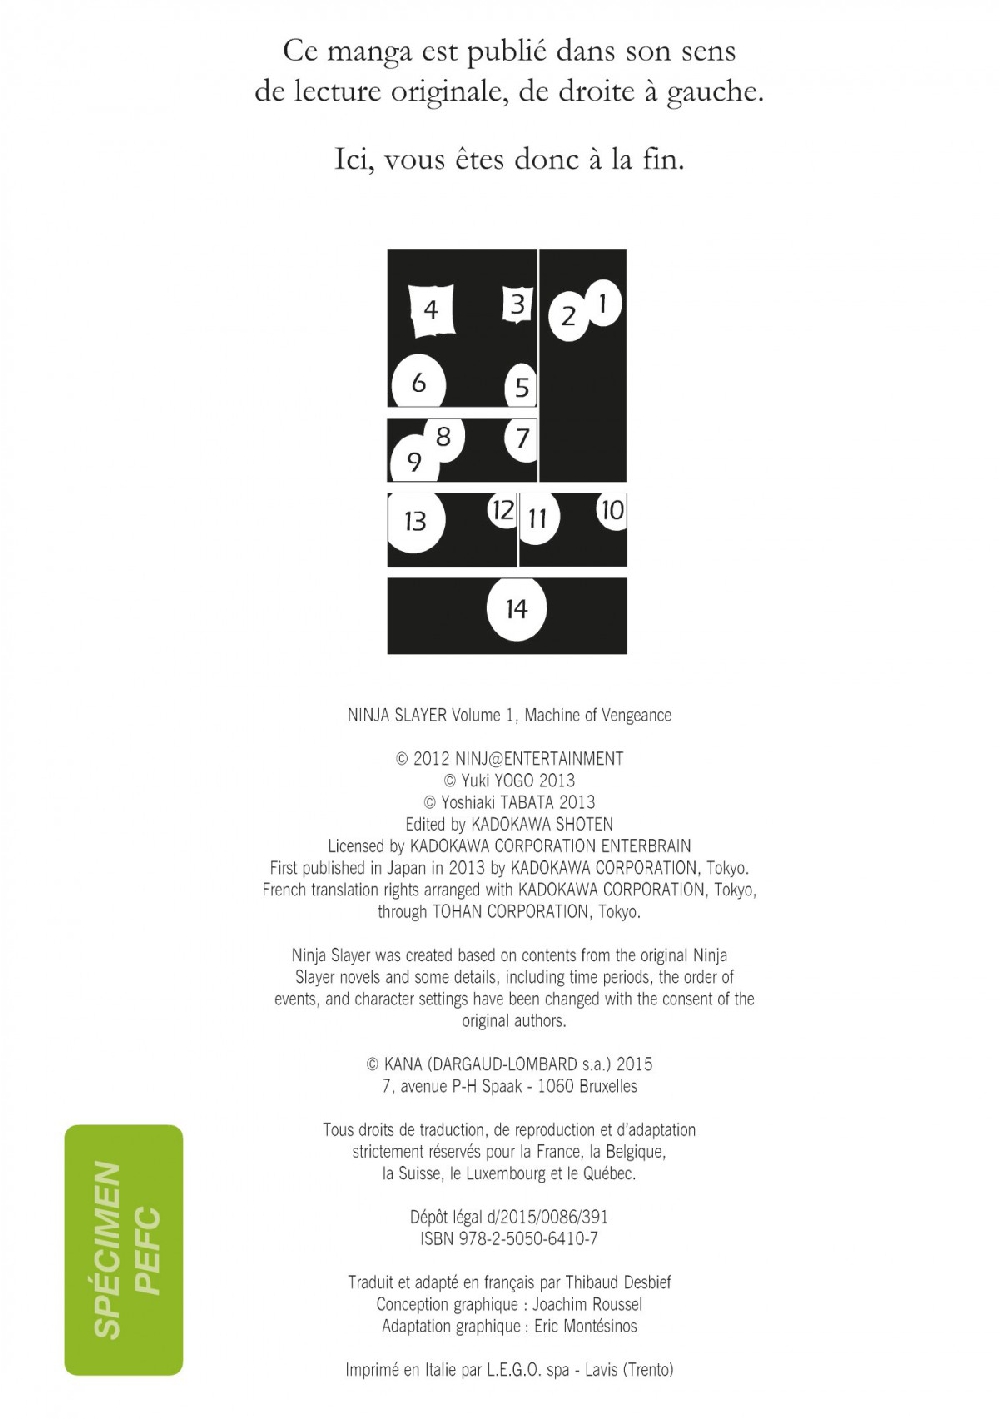 Ce manga est publié dans son sens
de lecture originale, de droite à gauche.
Ici, vous êtes donc à la fin.
1
2
3
4
5
6
7
8
9
10
11
12
13
14
NINJA SLAYER Volume 1, Machine of Vengeance
© 2012 NINJ@ENTERTAINMENT
© Yuki YOGO 2013
© Yoshiaki TABATA 2013
Edited by KADOKAWA SHOTEN
Licensed by KADOKAWA CORPORATION ENTERBRAIN
First published in Japan in 2013 by KADOKAWA CORPORATION, Tokyo.
French translation rights arranged with KADOKAWA CORPORATION, Tokyo,
through TOHAN CORPORATION, Tokyo.
Ninja Slayer was created based on contents from the original Ninja
Slayer novels and some details, including time periods, the order of
events, and character settings have been changed with the consent of the
original authors.
© KANA (DARGAUD-LOMBARD s.a.) 2015
7, avenue P-H Spaak - 1060 Bruxelles
Tous droits de traduction, de reproduction et d'adaptation
strictement réservés pour la France, la Belgique,
la Suisse, le Luxembourg et le Québec.
Dépôt légal d/2015/0086/391
ISBN 978-2-5050-6410-7
Traduit et adapté en français par Thibaud Desbief
Conception graphique : Joachim Roussel
Adaptation graphique : Eric Montésinos
Imprimé en Italie par L.E.G.O. spa - Lavis (Trento)
SPÉCIMEN
PEFC